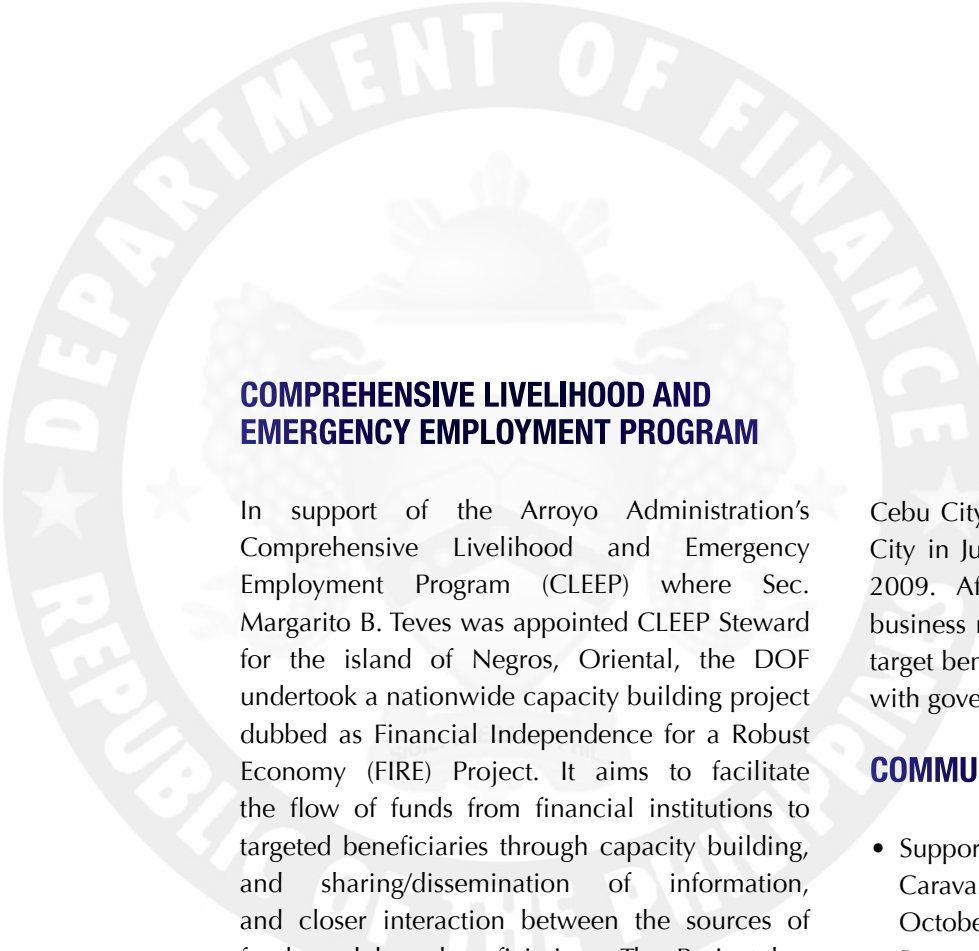 DEPARTMENT OF FINANCE
REPUBLIC OF THE PHILIPPINES
COMPREHENSIVE LIVELIHOOD AND
EMERGENCY EMPLOYMENT PROGRAM
In support of the Arroyo Administration’s
Comprehensive Livelihood and Emergency
Employment Program (CLEEP) where Sec.
Margarito B. Teves was appointed CLEEP Steward
for the island of Negros, Oriental, the DOF
undertook a nationwide capacity building project
dubbed as Financial Independence for a Robust
Economy (FIRE) Project. It aims to facilitate
the flow of funds from financial institutions to
targeted beneficiaries through capacity building,
and sharing/dissemination of information,
and closer interaction between the sources of
Cebu City
City in Ju
2009. Af
business
target ben
with gove
COMMU
• Suppor
Carava
Octobe